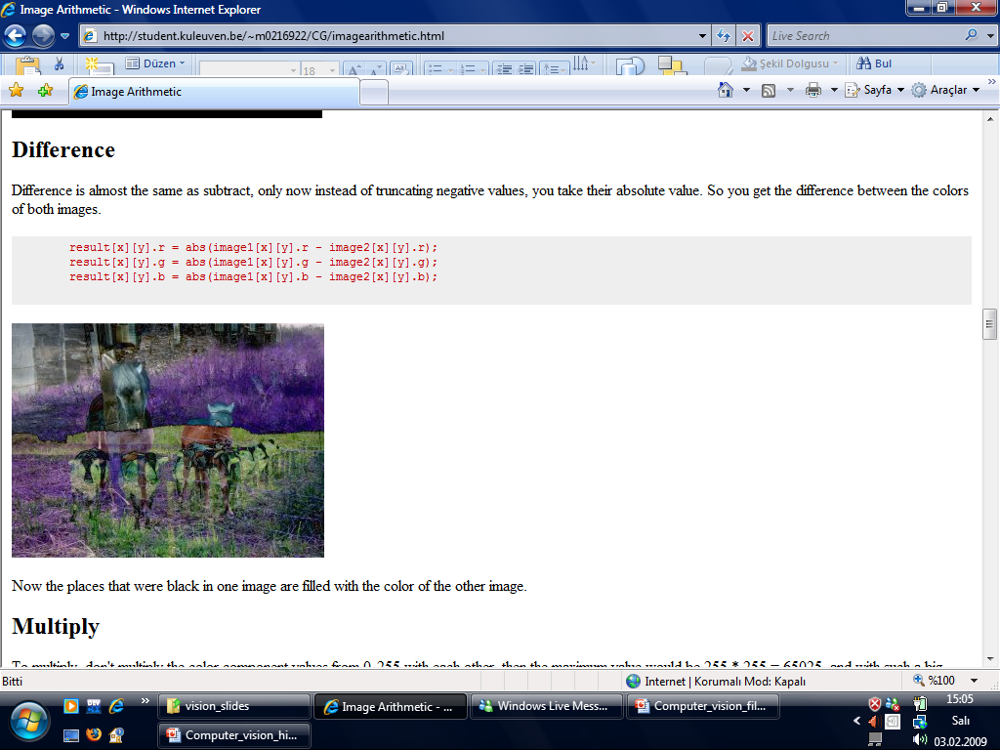 Image Arithmetic - Windows Internet Explorer
http://student.kuleuven.be/~m0216922/CG/imagearithmetic.html
Live Search
Düzen
18
Şekil Dolgusu
Bul
Image Arithmetic
Sayfa
Araçlar
Difference
Difference is almost the same as subtract, only now instead of truncating negative values, you take their absolute value. So you get the difference between the colors
of both images.
result[x][y].r = abs(image1[x][y].r - image2[x][y].r);
result[x][y].g = abs(image1[x][y].g - image2[x][y].g);
result[x][y].b = abs(image1[x][y].b - image2[x][y].b);
Now the places that were black in one image are filled with the color of the other image.
Multiply
To multiply, don't multiply the color component values from 0-255 with each other, then the maximum value would be 255 * 255 = 65025, and with such a big
Bitti
Internet | Korumalı Mod: Kapalı
%100
vision_slides
Image Arithmetic - ...
Windows Live Mess...
Computer_vision_fil...
15:05
Salı
Computer_vision_hi...
03.02.2009